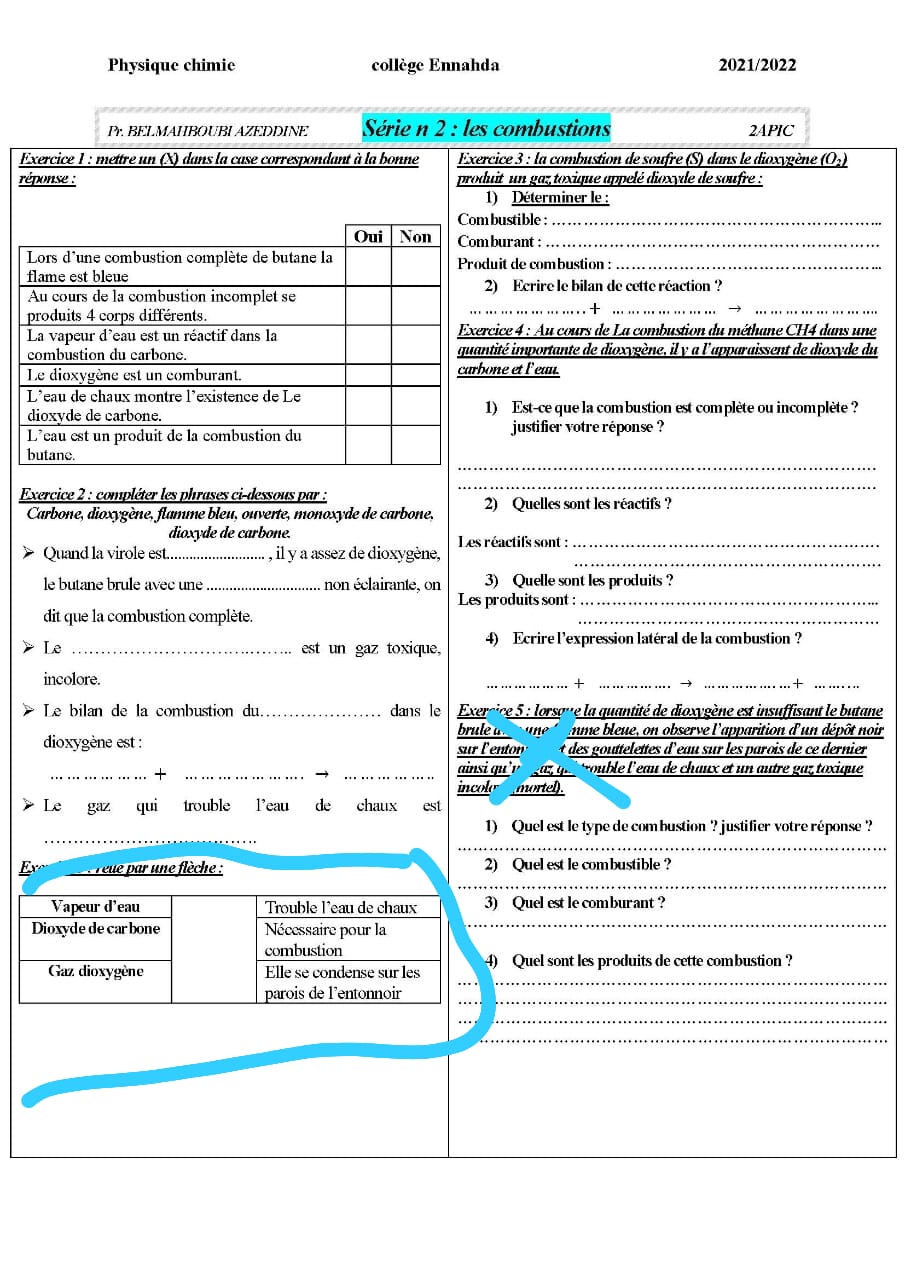 Physique chimie collège Ennahda 2021/2022
Pr. BELMAHBOUBI AZEDDINE Série n 2 : les combustions 2APIC
Exercice 1 : mettre un (X) dans la case correspondant à la bonne
réponse :
Oui Non
Lors d’une combustion complète de butane la
flame est bleue
Au cours de la combustion incomplet se
produits 4 corps différents.
La vapeur d’eau est un réactif dans la
combustion du carbone.
Le dioxygène est un comburant.
L’eau de chaux montre l’existence de Le
dioxyde de carbone.
L’eau est un produit de la combustion du
butane.
Exercice 2 : compléter les phrases ci-dessous par :
Carbone, dioxygène, flamme bleu, ouverte, monoxyde de carbone,
dioxyde de carbone.
➢ Quand la virole est.......................... , il y a assez de dioxygène,
le butane brule avec une .............................. non éclairante, on
dit que la combustion complète.
➢ Le ………………………………….. est un gaz toxique,
incolore.
➢ Le bilan de la combustion du………………… dans le
dioxygène est :
……………… + …………………. → ……………..
➢ Le gaz qui trouble l’eau de chaux est
……………………………….
: relie par une flèche :
Vapeur d’eau Trouble l’eau de chaux
Dioxyde de carbone Nécessaire pour la
combustion
Gaz dioxygène Elle se condense sur les
parois de l’entonnoir
Exercice 3 : la combustion de soufre (S) dans le dioxygène (O₂)
produit un gaz toxique appelé dioxyde de soufre :
1) Déterminer le :
Combustible : …………………………………………………...
Comburant : ……………………………………………………
Produit de combustion : ………………………………………...
2) Ecrire le bilan de cette réaction ?
………………….. + ………………… → ………………….
Exercice 4 : Au cours de La combustion du méthane CH4 dans une
quantité importante de dioxygène, il y a l’apparaissent de dioxyde du
carbone et l’eau.
1) Est-ce que la combustion est complète ou incomplète ?
justifier votre réponse ?
…………………………………………………………………
…………………………………………………………………
2) Quelles sont les réactifs ?
Les réactifs sont : ……………………………………………….
……………………………………………….
3) Quelle sont les produits ?
Les produits sont : ……………………………………………...
………………………………………………
4) Ecrire l’expression latéral de la combustion ?
……………… + ……………. → ……………. + ……...
Exercice 5 : lorsque la quantité de dioxygène est insuffisant le butane
brule flamme bleue, on observe l’apparition d’un dépôt noir
sur des gouttelettes d’eau sur les parois de ce dernier
ainsi trouble l’eau de chaux et un autre gaz toxique
(mortel).
1) Quel est le type de combustion ? justifier votre réponse ?
……………………………………………………………………
2) Quel est le combustible ?
……………………………………………………………………
3) Quel est le comburant ?
……………………………………………………………………
4) Quel sont les produits de cette combustion ?
……………………………………………………………………
……………………………………………………………………
……………………………………………………………………
……………………………………………………………………